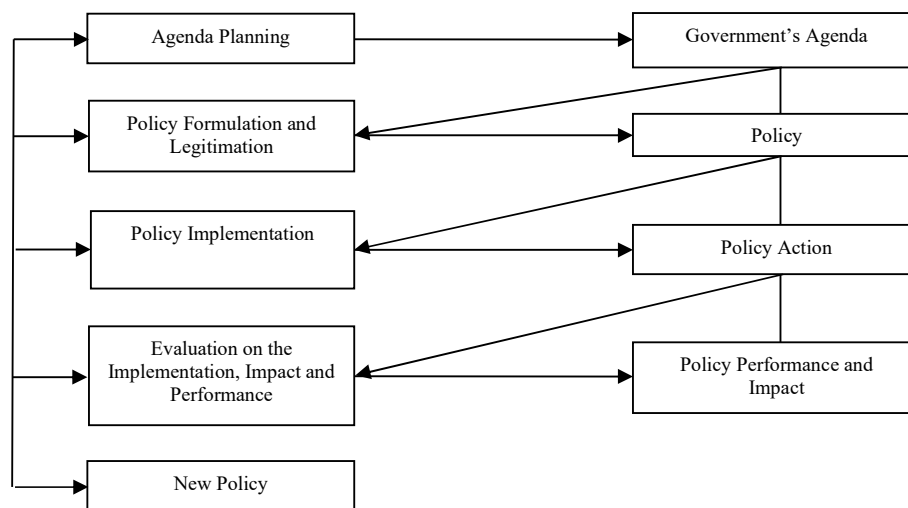 Agenda Planning
Government’s Agenda
Policy Formulation and
Legitimation
Policy
Policy Implementation
Policy Action
Evaluation on the
Implementation, Impact and
Performance
Policy Performance and
Impact
New Policy